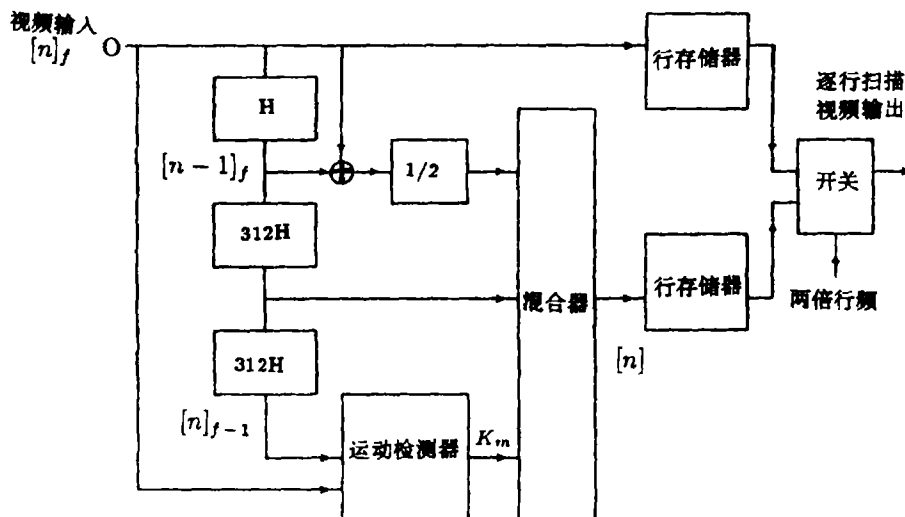 视频输入
[n]f
O
H
[n − 1]f
1/2
312H
312H
[n]f−1
运动检测器
Km
混合器
行存储器
行存储器
[n]
逐行扫描
视频输出
开关
两倍行频